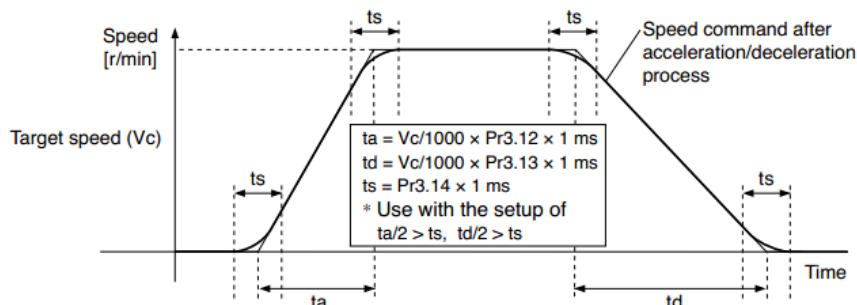 ts
ts
Speed
[r/min]
Speed command after
acceleration/deceleration
process
Target speed (Vc)
ta = Vc/1000 × Pr3.12 × 1 ms
td = Vc/1000 × Pr3.13 × 1 ms
ts = Pr3.14 × 1 ms
* Use with the setup of
ta/2 > ts, td/2 > ts
ts
ts
Time
ta
td